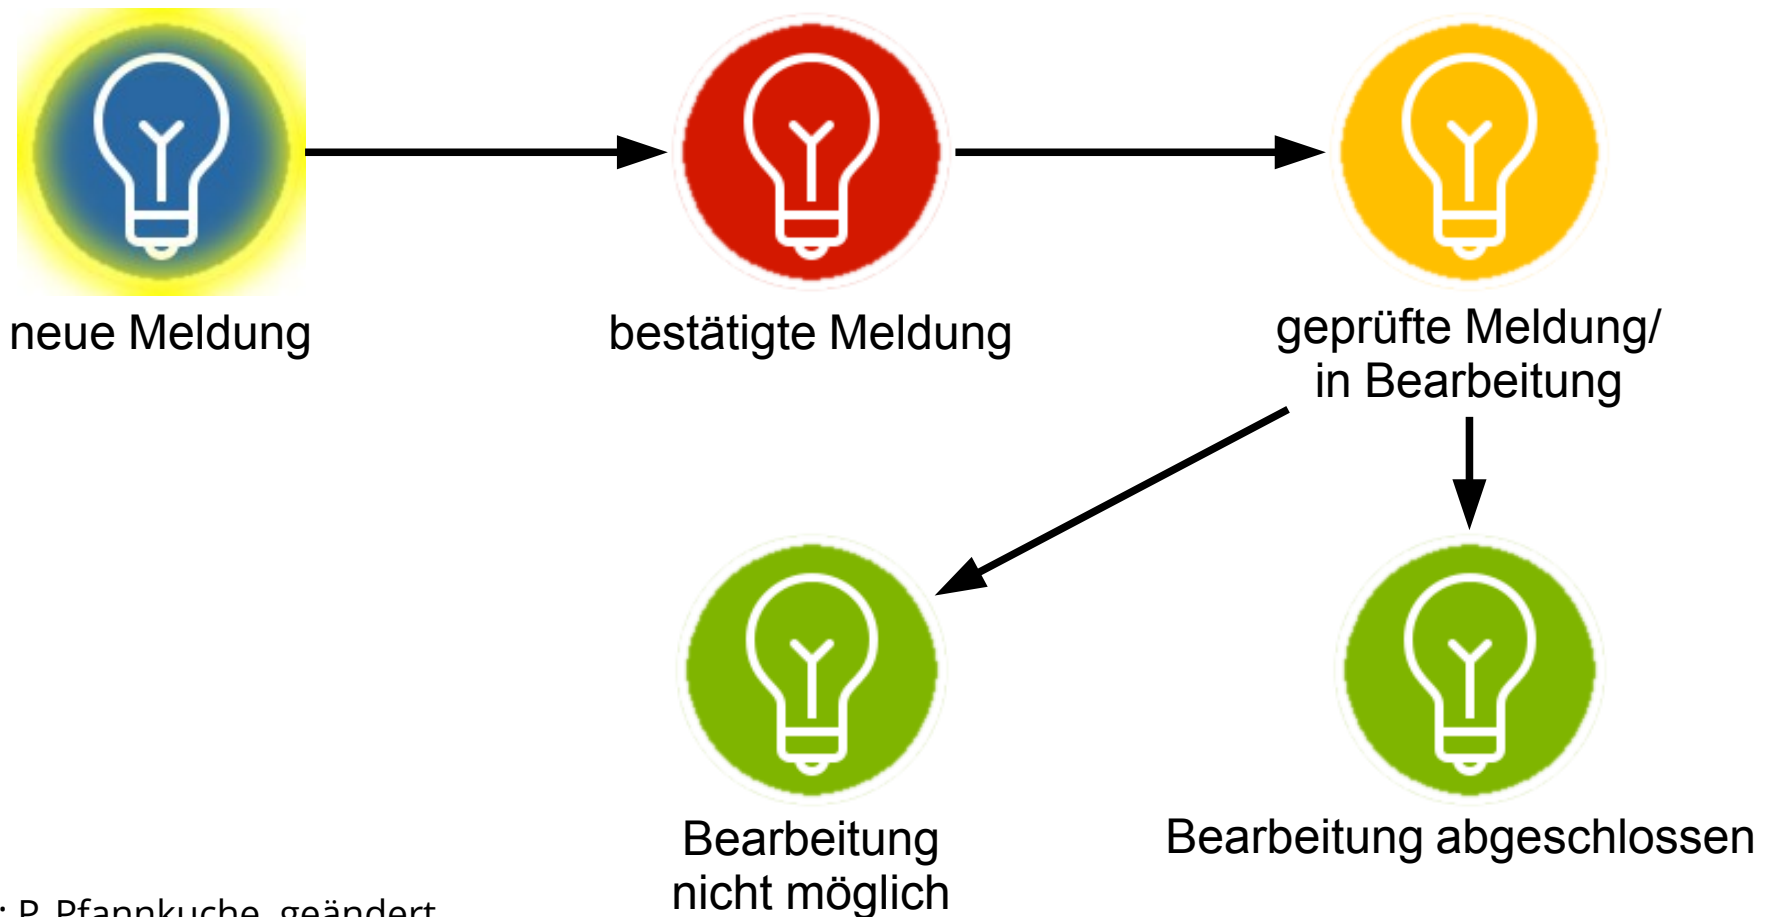 neue Meldung
bestätigte Meldung
geprüfte Meldung/
in Bearbeitung
Bearbeitung
nicht möglich
Bearbeitung abgeschlossen
: P. Pfannkuche, geändert